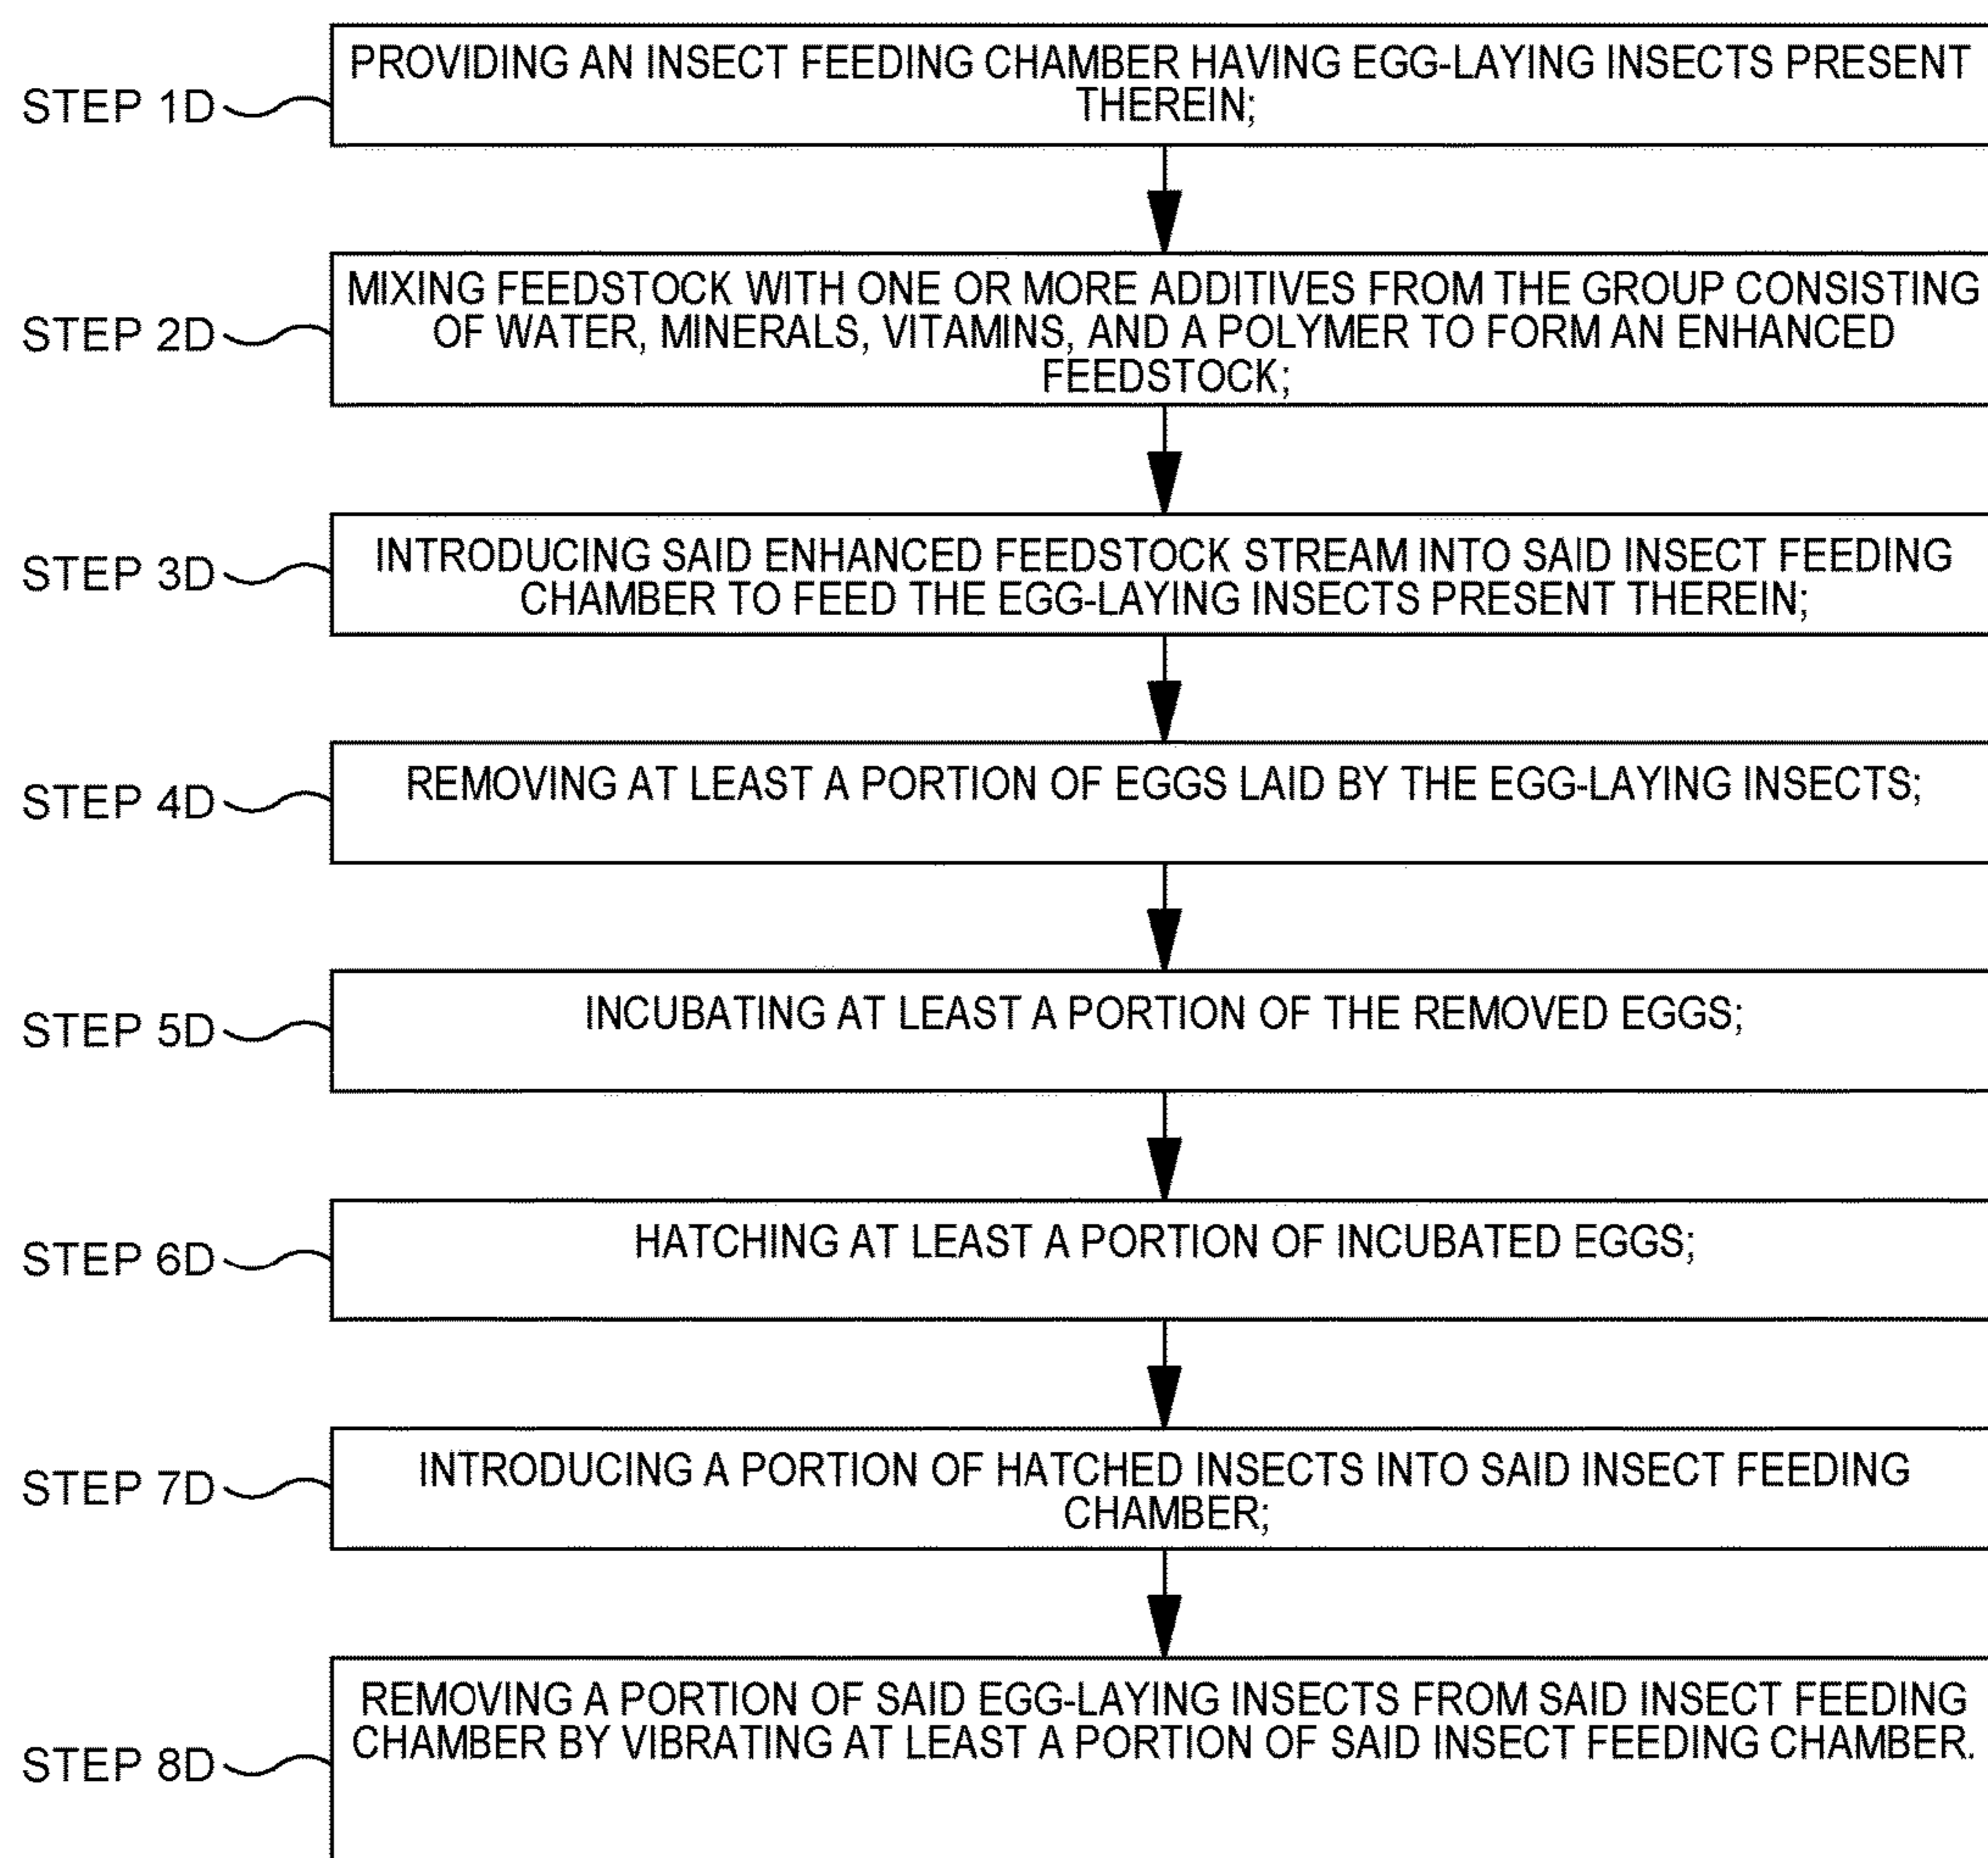 STEP 1D
PROVIDING AN INSECT FEEDING CHAMBER HAVING EGG-LAYING INSECTS PRESENT
THEREIN;
STEP 2D
MIXING FEEDSTOCK WITH ONE OR MORE ADDITIVES FROM THE GROUP CONSISTING
OF WATER, MINERALS, VITAMINS, AND A POLYMER TO FORM AN ENHANCED
FEEDSTOCK;
STEP 3D
INTRODUCING SAID ENHANCED FEEDSTOCK STREAM INTO SAID INSECT FEEDING
CHAMBER TO FEED THE EGG-LAYING INSECTS PRESENT THEREIN;
STEP 4D
REMOVING AT LEAST A PORTION OF EGGS LAID BY THE EGG-LAYING INSECTS;
STEP 5D
INCUBATING AT LEAST A PORTION OF THE REMOVED EGGS;
STEP 6D
HATCHING AT LEAST A PORTION OF INCUBATED EGGS;
STEP 7D
INTRODUCING A PORTION OF HATCHED INSECTS INTO SAID INSECT FEEDING
CHAMBER;
STEP 8D
REMOVING A PORTION OF SAID EGG-LAYING INSECTS FROM SAID INSECT FEEDING
CHAMBER BY VIBRATING AT LEAST A PORTION OF SAID INSECT FEEDING CHAMBER.